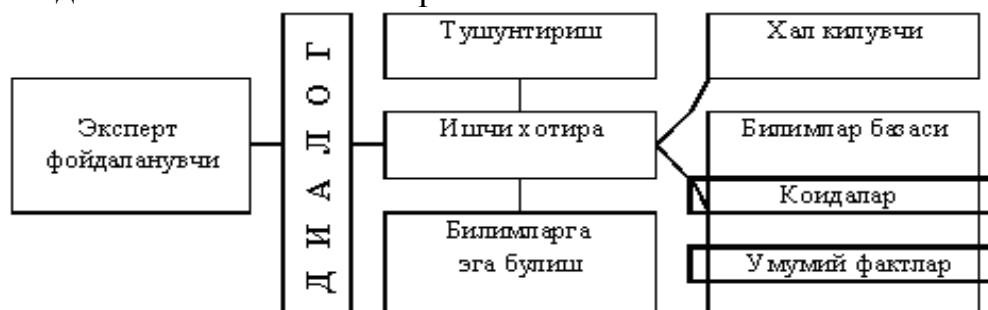 Тушунтириш
Хал килувчи
Эксперт
фойдаланувчи
ДИАЛОГ
Ишчи хотира
Билимлар базаси
Коидалар
Билимларга
эга булиш
Умумий фактлар